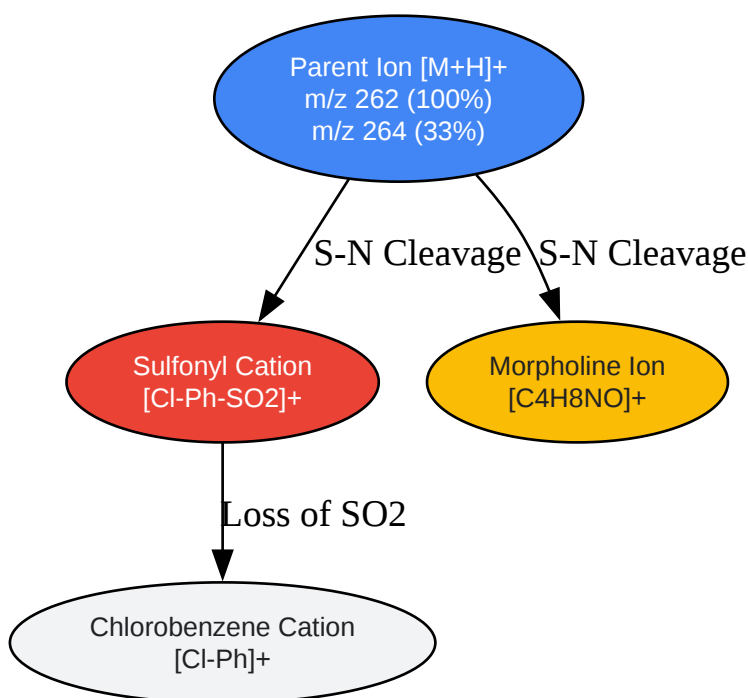 Parent Ion [M+H]+
m/z 262 (100%)
m/z 264 (33%)
S-N Cleavage
S-N Cleavage
Sulfonyl Cation
[Cl-Ph-SO2]+
Morpholine Ion
[C4H8NO]+
Loss of SO2
Chlorobenzene Cation
[Cl-Ph]+